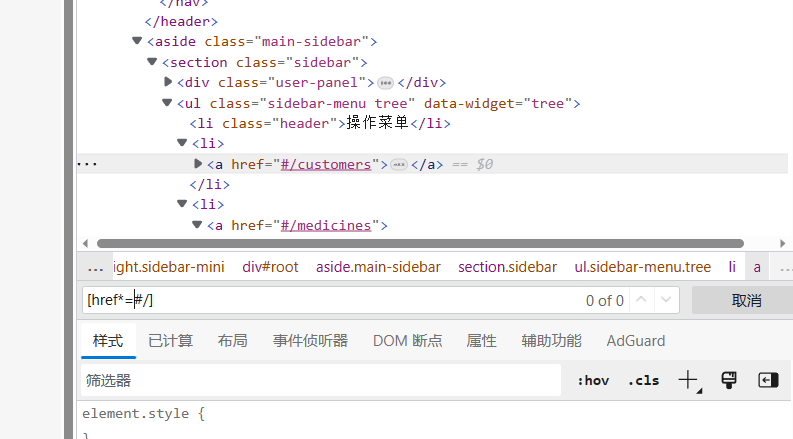 </nav>
</header>
<aside class="main-sidebar">
<section class="sidebar">
<div class="user-panel">…</div>
<ul class="sidebar-menu tree" data-widget="tree">
<li class="header">操作菜单</li>
<li>
… <a href="#/customers">…</a> == $0
</li>
<li>
<a href="#/medicines">
… ight.sidebar-mini div#root aside.main-sidebar section.sidebar ul.sidebar-menu.tree li a …
[href*=#/] 0 of 0 取消
样式 已计算 布局 事件侦听器 DOM 断点 属性 辅助功能 AdGuard
筛选器 :hov .cls
element.style {
}